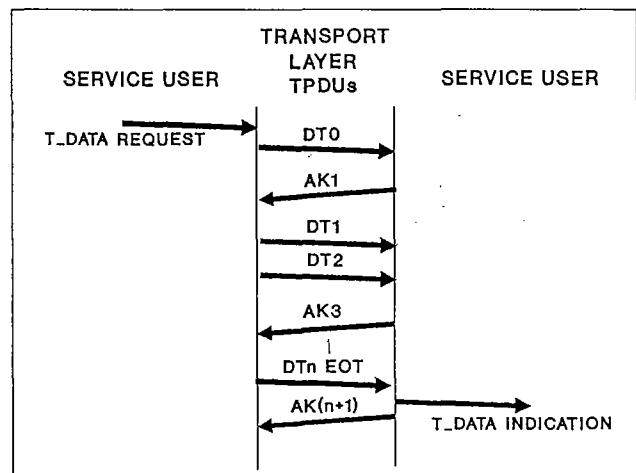 TRANSPORT
LAYER
TPDUs
SERVICE USER
SERVICE USER
T_DATA REQUEST
DT0
AK1
DT1
DT2
AK3
DTn EOT
AK(n+1)
T_DATA INDICATION